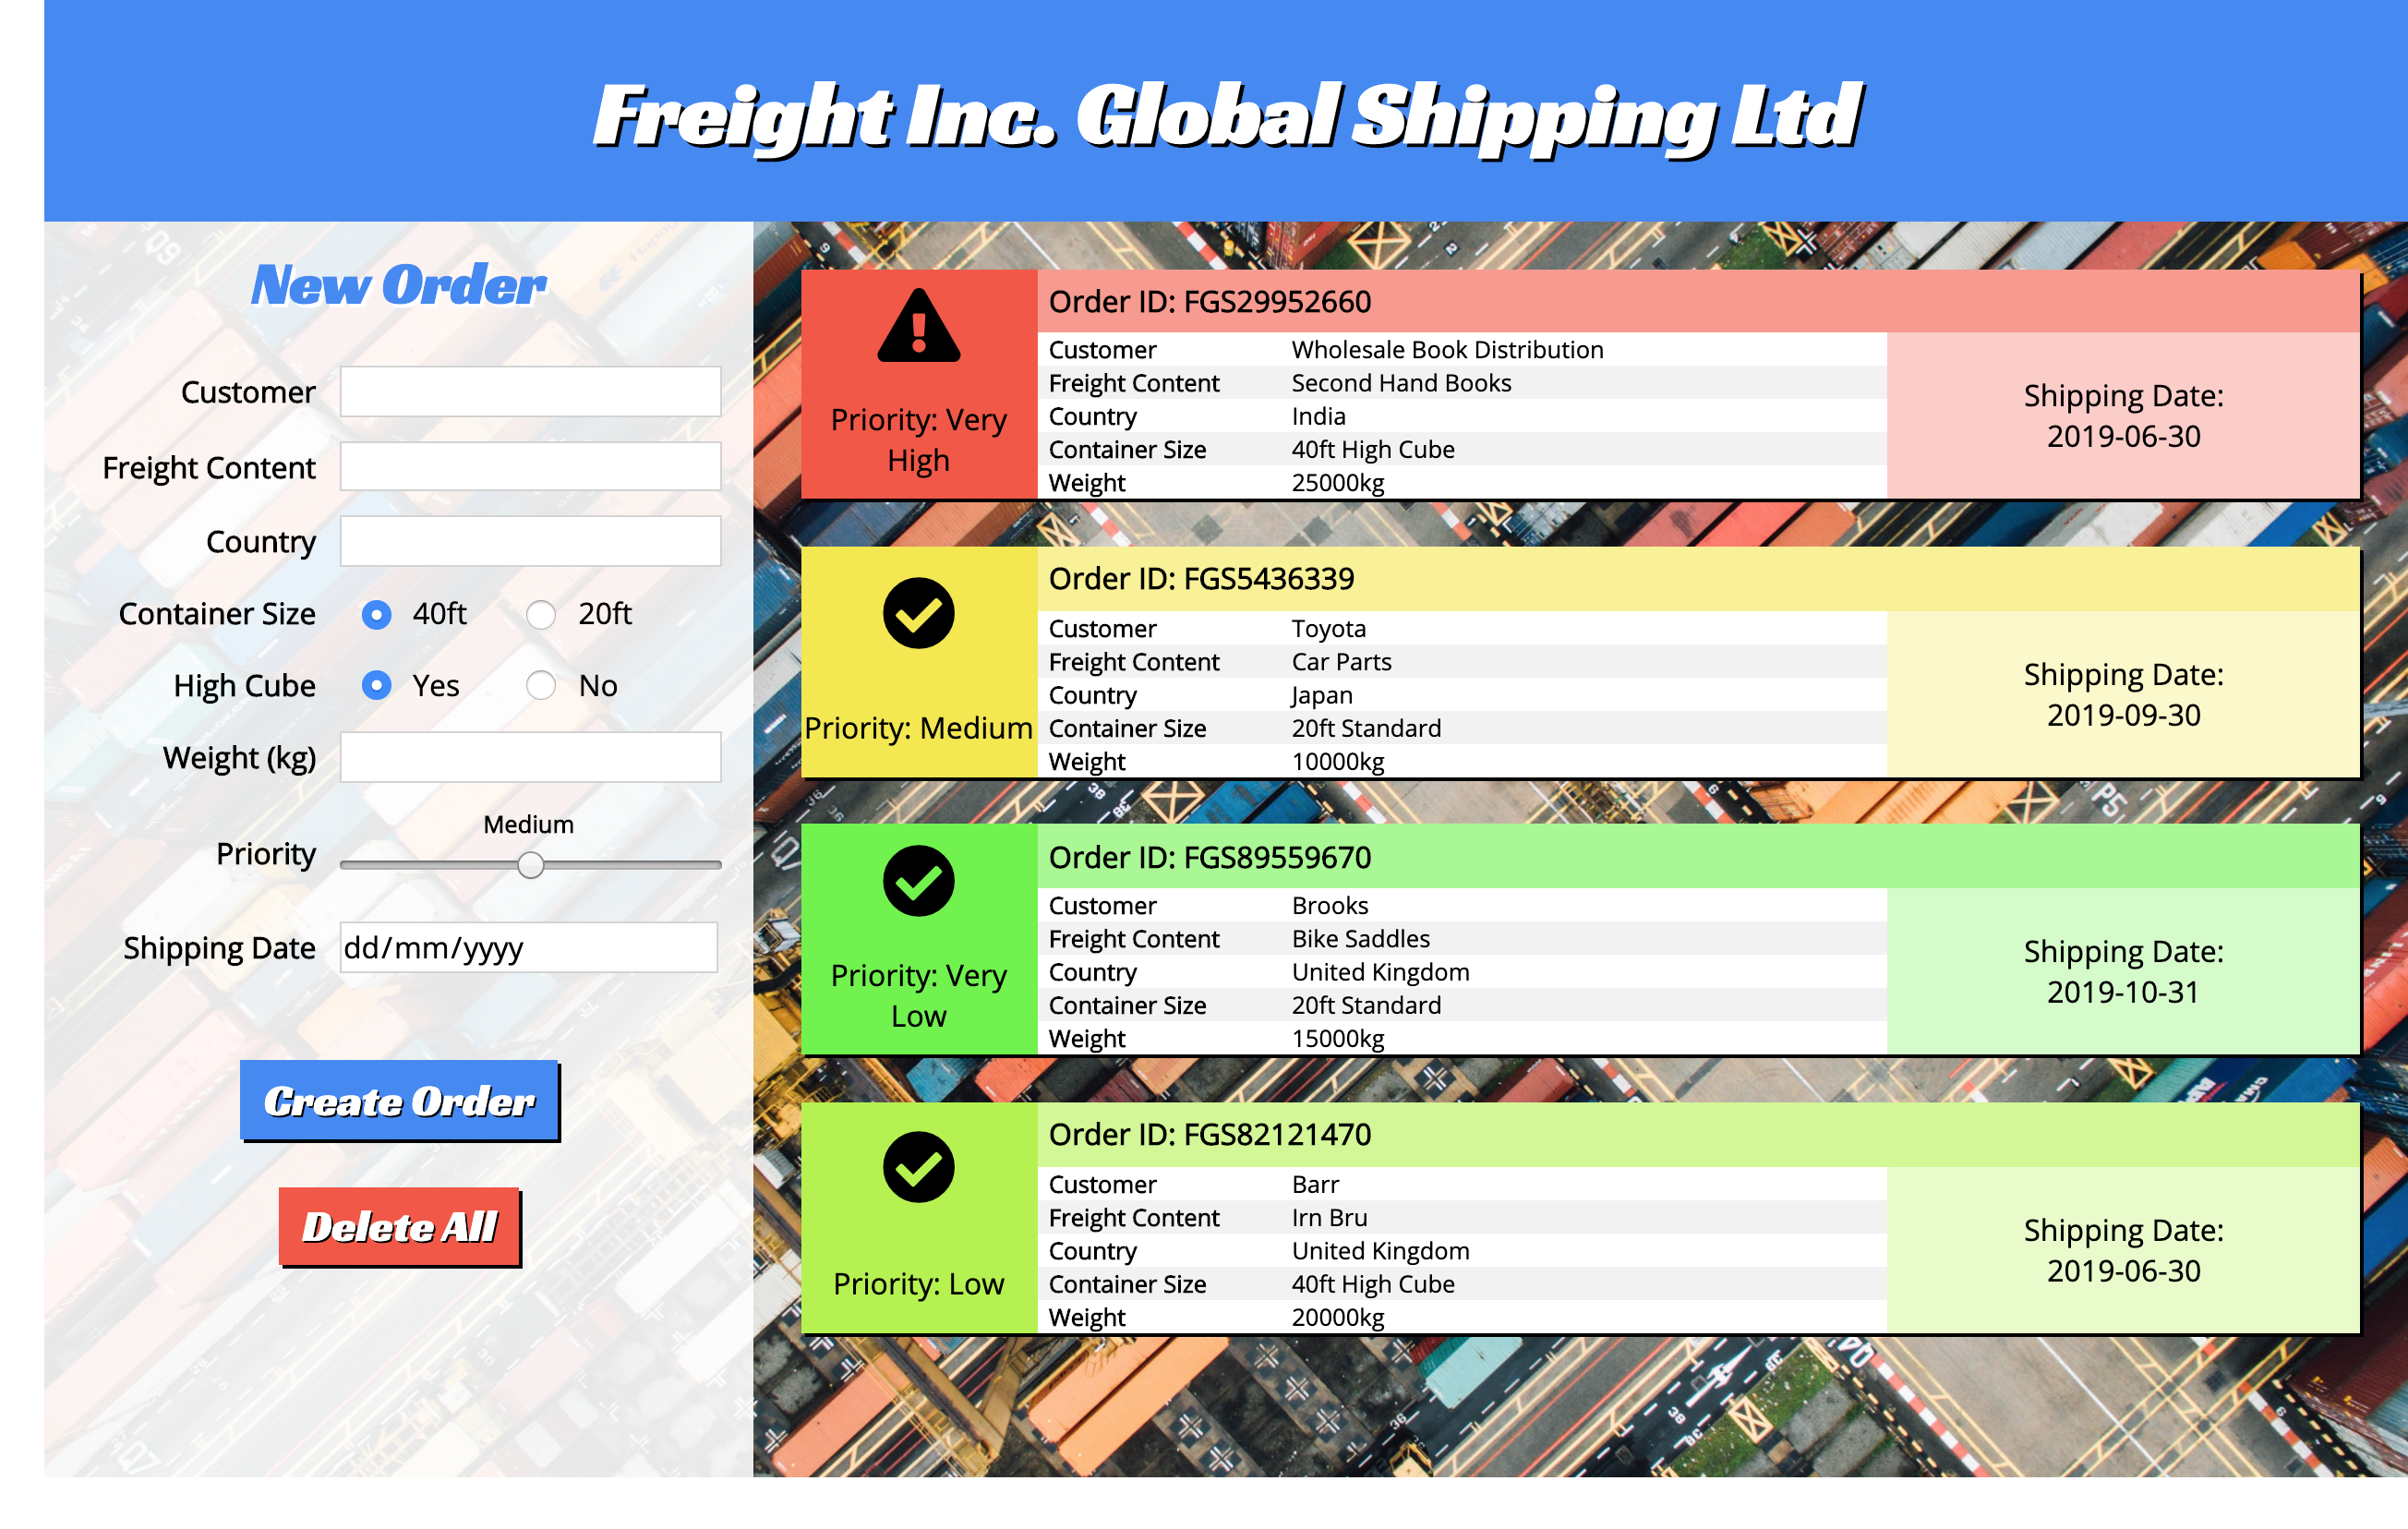 Freight Inc. Global Shipping Ltd
New Order
Customer
Freight Content
Country
Container Size 40ft 20ft
High Cube Yes No
Weight (kg)
Medium
Priority
Shipping Date dd/mm/yyyy
Create Order
Delete All
Order ID: FGS29952660
Priority: Very
High
Customer Wholesale Book Distribution
Freight Content Second Hand Books
Country India
Container Size 40ft High Cube
Weight 25000kg
Shipping Date:
2019-06-30
Order ID: FGS5436339
Priority: Medium
Customer Toyota
Freight Content Car Parts
Country Japan
Container Size 20ft Standard
Weight 10000kg
Shipping Date:
2019-09-30
Order ID: FGS89559670
Priority: Very
Low
Customer Brooks
Freight Content Bike Saddles
Country United Kingdom
Container Size 20ft Standard
Weight 15000kg
Shipping Date:
2019-10-31
Order ID: FGS82121470
Priority: Low
Customer Barr
Freight Content Irn Bru
Country United Kingdom
Container Size 40ft High Cube
Weight 20000kg
Shipping Date:
2019-06-30
Q9
P5
Q7